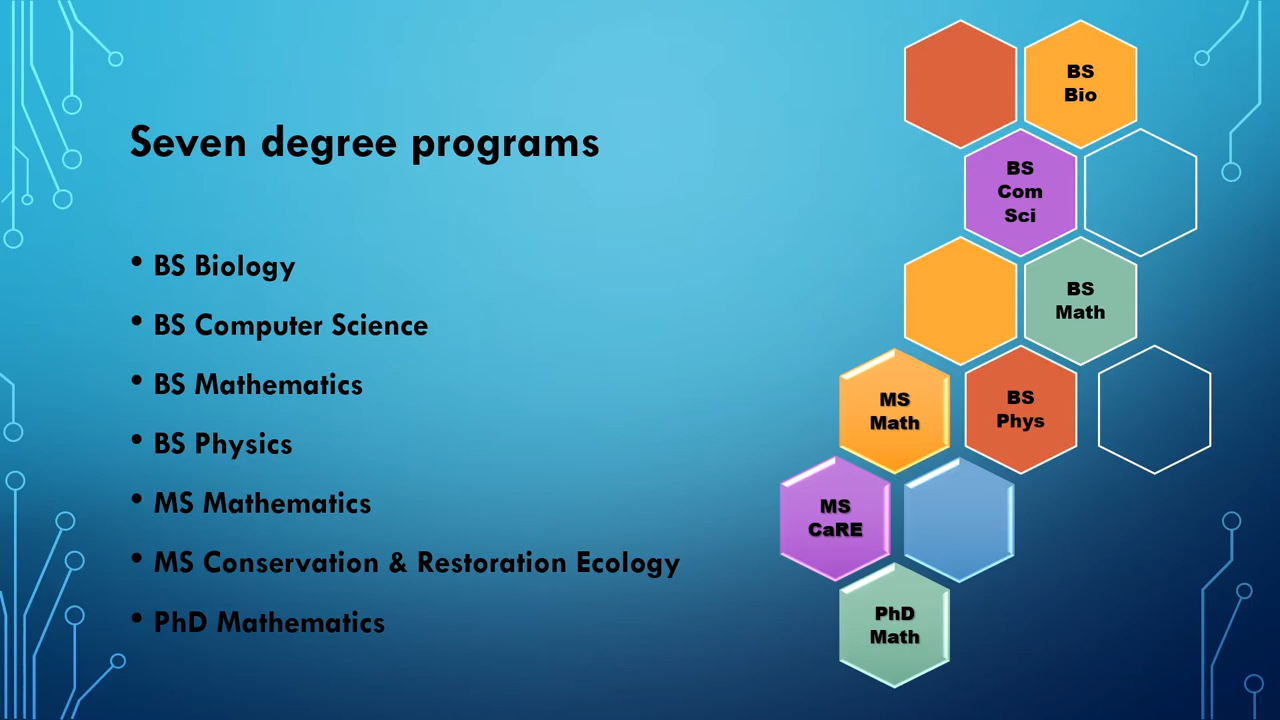 Seven degree programs
• BS Biology
• BS Computer Science
• BS Mathematics
• BS Physics
• MS Mathematics
• MS Conservation & Restoration Ecology
• PhD Mathematics
BS
Bio
BS
Com
Sci
BS
Math
MS
Math
BS
Phys
MS
CaRE
PhD
Math